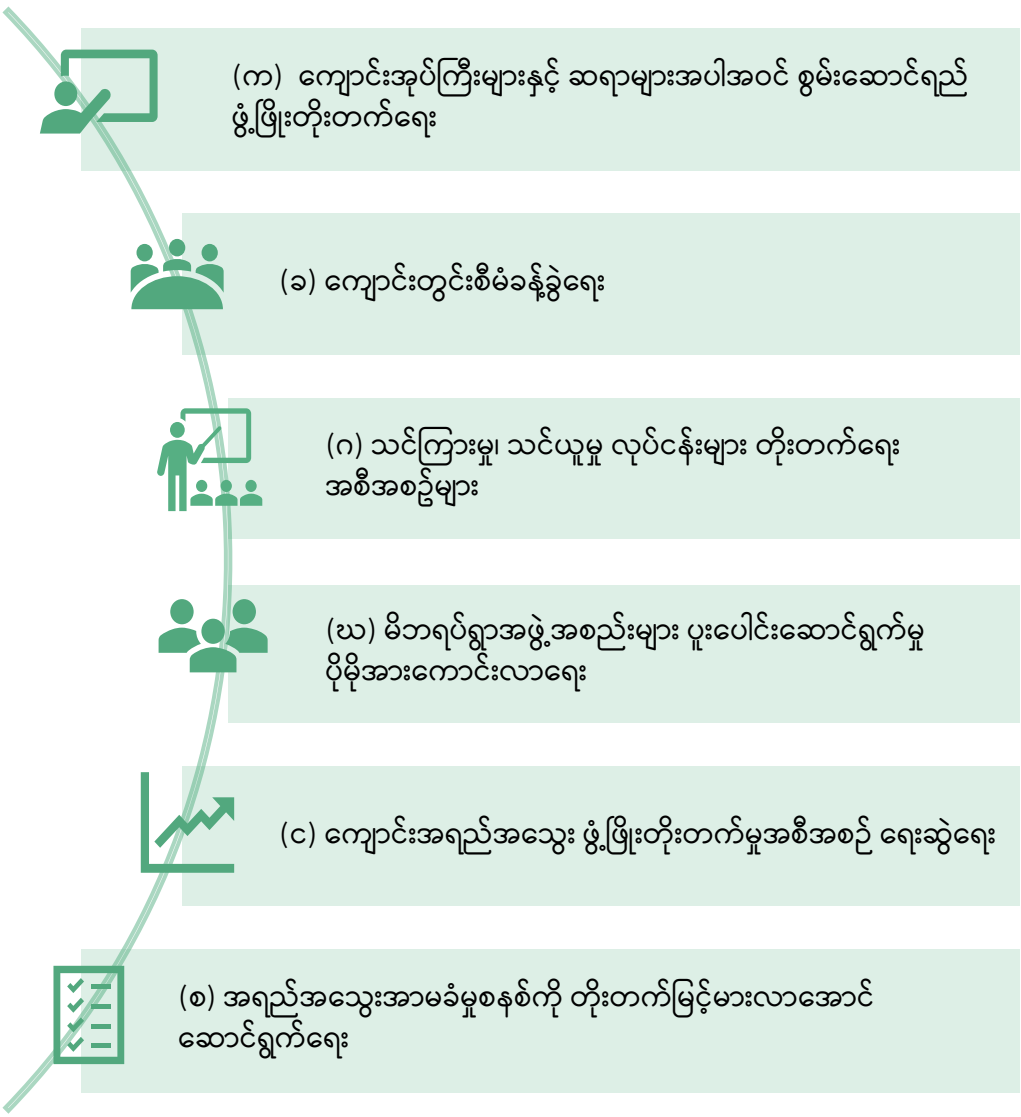 (က) ကျောင်းအုပ်ကြီးများနှင့် ဆရာများအပါအဝင် စွမ်းဆောင်ရည်
ဖွံ့ဖြိုးတိုးတက်ရေး
(ခ) ကျောင်းတွင်းစီမံခန့်ခွဲရေး
(ဂ) သင်ကြားမှု၊ သင်ယူမှု လုပ်ငန်းများ တိုးတက်ရေး
အစီအစဥ်များ
(ဃ) မိဘရပ်ရွာအဖွဲ့အစည်းများ ပူးပေါင်းဆောင်ရွက်မှု
ပိုမိုအားကောင်းလာရေး
(င) ကျောင်းအရည်အသွေး ဖွံ့ဖြိုးတိုးတက်မှုအစီအစဉ် ရေးဆွဲရေး
(စ) အရည်အသွေးအာမခံမှုစနစ်ကို တိုးတက်မြင့်မားလာအောင်
ဆောင်ရွက်ရေး